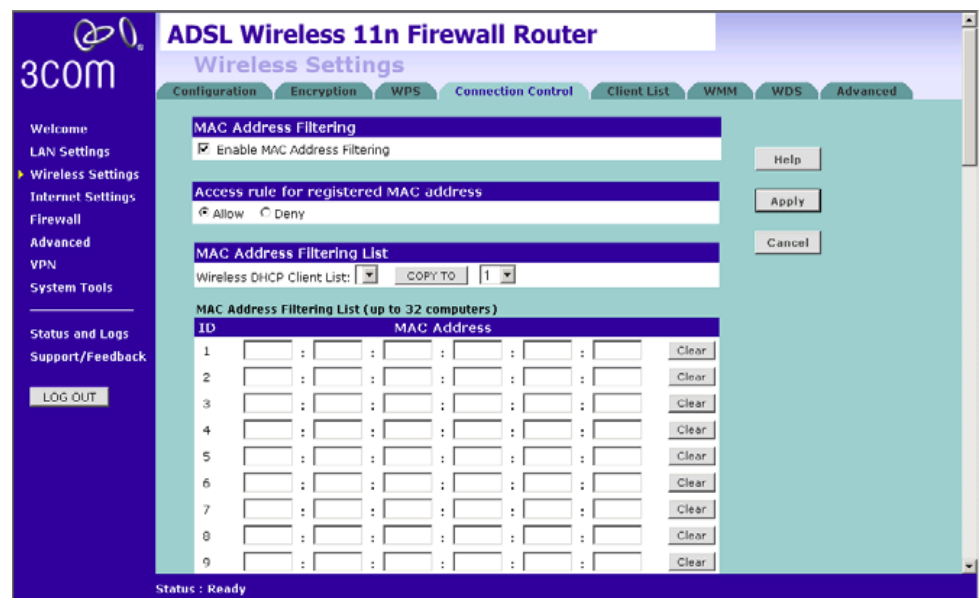 3COM
ADSL Wireless 11n Firewall Router
Wireless Settings
Configuration Encryption WPS Connection Control Client List WMM WDS Advanced
Welcome
LAN Settings
Wireless Settings
Internet Settings
Firewall
Advanced
VPN
System Tools
Status and Logs
Support/Feedback
LOG OUT
MAC Address Filtering
Enable MAC Address Filtering
Access rule for registered MAC address
Allow Deny
MAC Address Filtering List
Wireless DHCP Client List: COPY TO 1
MAC Address Filtering List (up to 32 computers)
ID MAC Address
1 : : : : : Clear
2 : : : : : Clear
3 : : : : : Clear
4 : : : : : Clear
5 : : : : : Clear
6 : : : : : Clear
7 : : : : : Clear
8 : : : : : Clear
9 : : : : : Clear
Help
Apply
Cancel
Status : Ready